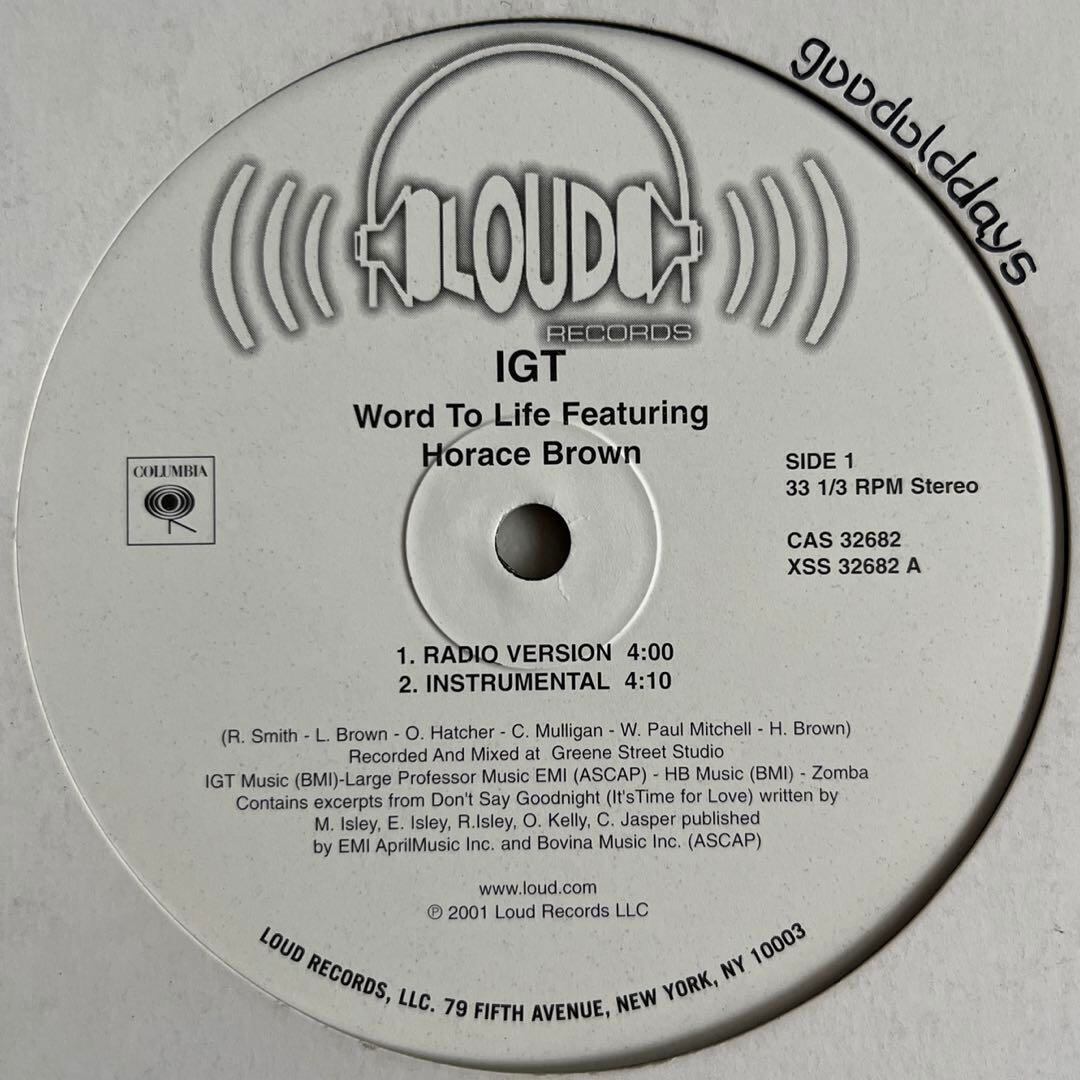 goodolddays
LOUD
RECORDS
IGT
Word To Life Featuring
Horace Brown
COLUMBIA
SIDE 1
33 1/3 RPM Stereo
CAS 32682
XSS 32682 A
1. RADIO VERSION 4:00
2. INSTRUMENTAL 4:10
(R. Smith - L. Brown - O. Hatcher - C. Mulligan - W. Paul Mitchell - H. Brown)
Recorded And Mixed at Greene Street Studio
IGT Music (BMI)-Large Professor Music EMI (ASCAP) - HB Music (BMI) - Zomba
Contains excerpts from Don't Say Goodnight (It'sTime for Love) written by
M. Isley, E. Isley, R.Isley, O. Kelly, C. Jasper published
by EMI AprilMusic Inc. and Bovina Music Inc. (ASCAP)
www.loud.com
℗ 2001 Loud Records LLC
LOUD RECORDS, LLC. 79 FIFTH AVENUE, NEW YORK, NY 10003